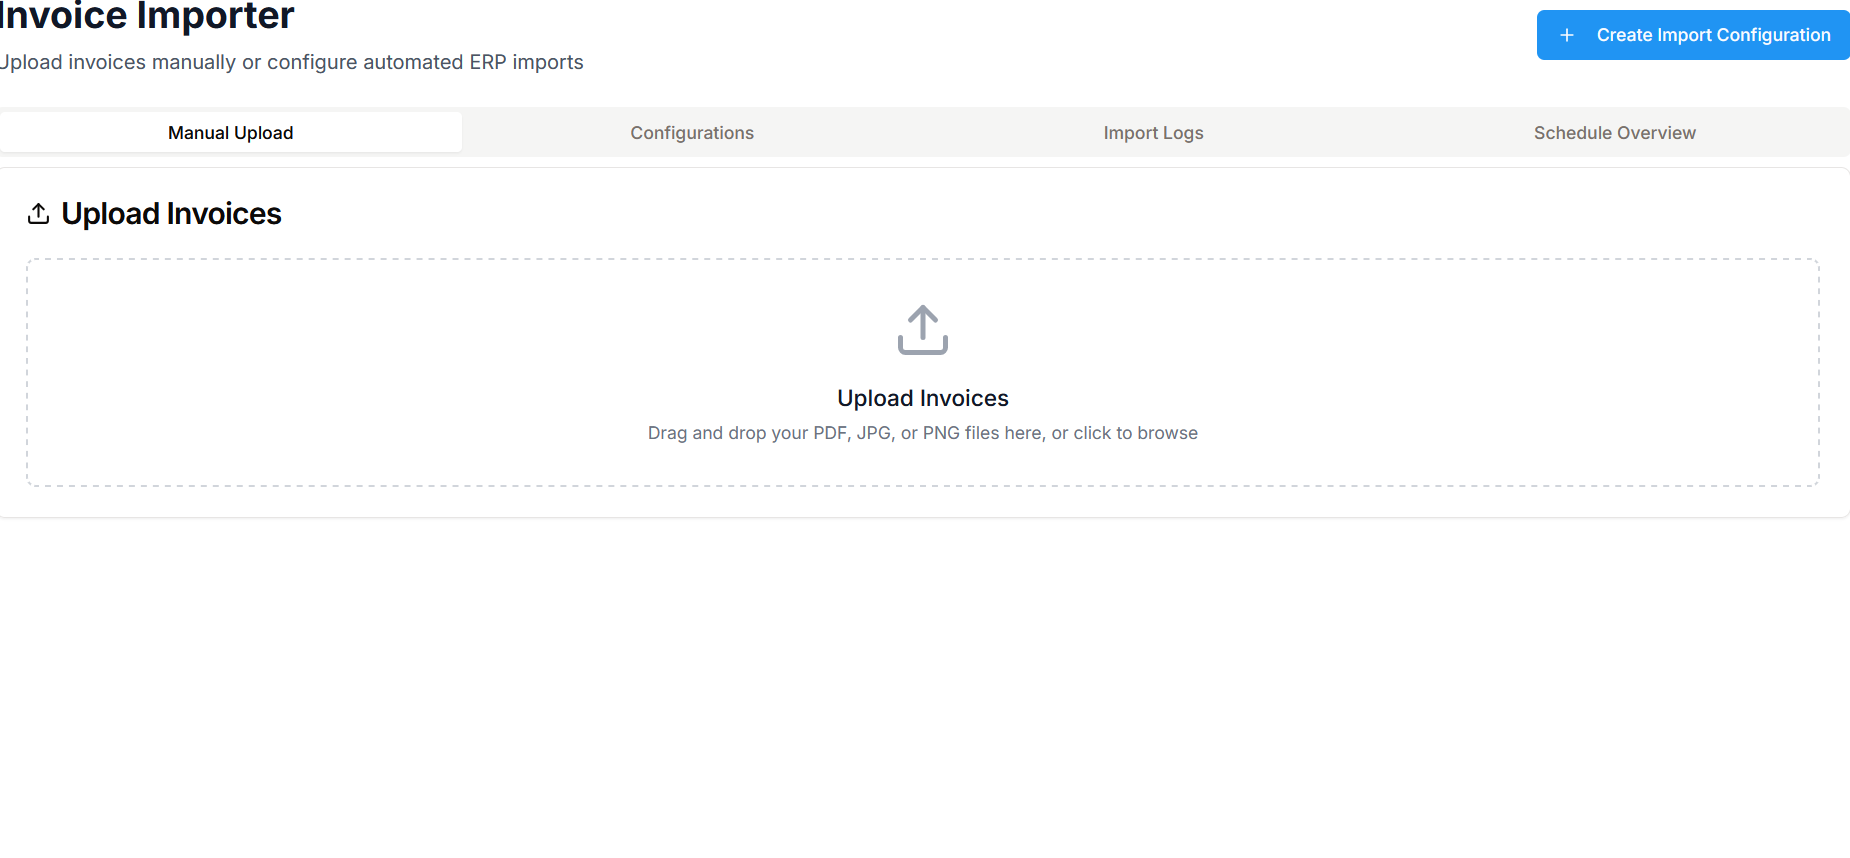 Invoice Importer
Upload invoices manually or configure automated ERP imports
Create Import Configuration
Manual Upload
Configurations
Import Logs
Schedule Overview
Upload Invoices
Upload Invoices
Drag and drop your PDF, JPG, or PNG files here, or click to browse